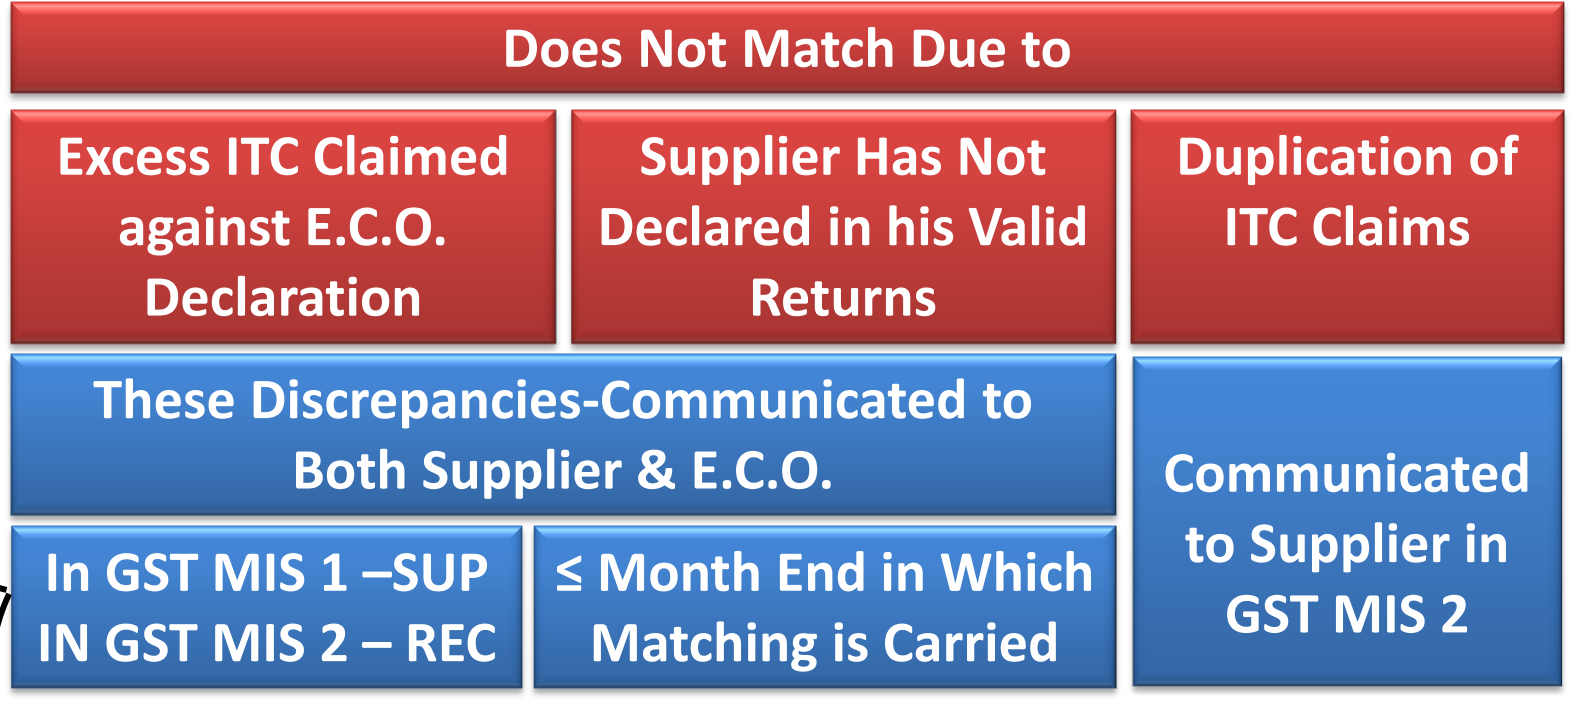 Does Not Match Due to
Excess ITC Claimed
against E.C.O.
Declaration
Supplier Has Not
Declared in his Valid
Returns
Duplication of
ITC Claims
These Discrepancies-Communicated to
Both Supplier & E.C.O.
In GST MIS 1 –SUP
IN GST MIS 2 – REC
≤ Month End in Which
Matching is Carried
Communicated
to Supplier in
GST MIS 2